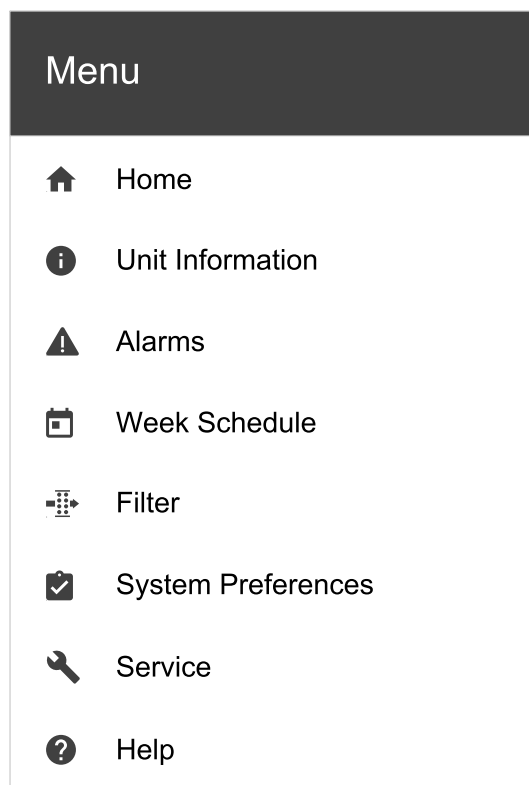 Menu
Home
Unit Information
Alarms
Week Schedule
Filter
System Preferences
Service
Help